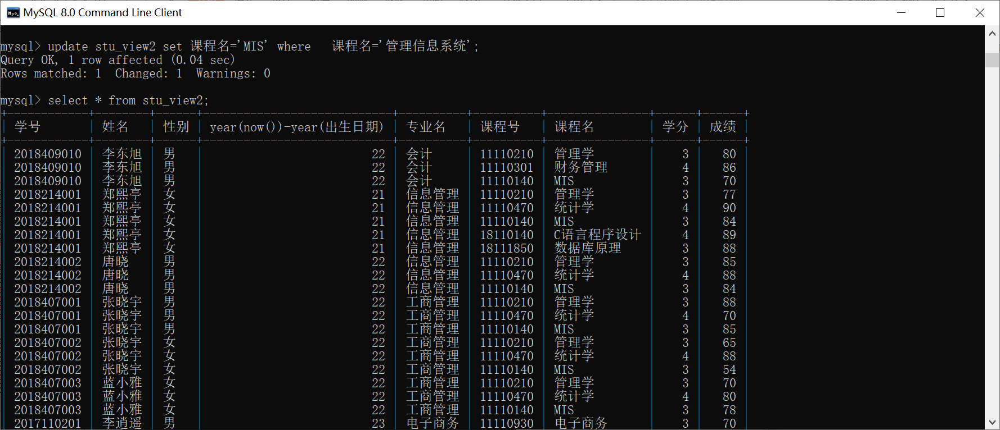 MySQL 8.0 Command Line Client
mysql> update stu_view2 set 课程名='MIS' where   课程名='管理信息系统';
Query OK, 1 row affected (0.04 sec)
Rows matched: 1  Changed: 1  Warnings: 0
mysql> select * from stu_view2;
+------------+--------+------+----------------------------+----------+----------+---------------+------+------+
| 学号 | 姓名 | 性别 | year(now())-year(出生日期) | 专业名 | 课程号 | 课程名 | 学分 | 成绩 |
+------------+--------+------+----------------------------+----------+----------+---------------+------+------+
| 2018409010 | 李东旭 | 男 | 22 | 会计 | 11110210 | 管理学 | 3 | 80 |
| 2018409010 | 李东旭 | 男 | 22 | 会计 | 11110301 | 财务管理 | 4 | 86 |
| 2018409010 | 李东旭 | 男 | 22 | 会计 | 11110140 | MIS | 3 | 70 |
| 2018214001 | 郑熙亭 | 女 | 21 | 信息管理 | 11110210 | 管理学 | 3 | 77 |
| 2018214001 | 郑熙亭 | 女 | 21 | 信息管理 | 11110470 | 统计学 | 4 | 90 |
| 2018214001 | 郑熙亭 | 女 | 21 | 信息管理 | 11110140 | MIS | 3 | 84 |
| 2018214001 | 郑熙亭 | 女 | 21 | 信息管理 | 18110140 | C语言程序设计 | 4 | 89 |
| 2018214001 | 郑熙亭 | 女 | 21 | 信息管理 | 18111850 | 数据库原理 | 3 | 88 |
| 2018214002 | 唐晓 | 男 | 22 | 信息管理 | 11110210 | 管理学 | 3 | 85 |
| 2018214002 | 唐晓 | 男 | 22 | 信息管理 | 11110470 | 统计学 | 4 | 88 |
| 2018214002 | 唐晓 | 男 | 22 | 信息管理 | 11110140 | MIS | 3 | 84 |
| 2018407001 | 张晓宇 | 男 | 22 | 工商管理 | 11110210 | 管理学 | 3 | 88 |
| 2018407001 | 张晓宇 | 男 | 22 | 工商管理 | 11110470 | 统计学 | 4 | 70 |
| 2018407001 | 张晓宇 | 男 | 22 | 工商管理 | 11110140 | MIS | 3 | 85 |
| 2018407002 | 张晓宇 | 女 | 22 | 工商管理 | 11110210 | 管理学 | 3 | 65 |
| 2018407002 | 张晓宇 | 女 | 22 | 工商管理 | 11110470 | 统计学 | 4 | 88 |
| 2018407002 | 张晓宇 | 女 | 22 | 工商管理 | 11110140 | MIS | 3 | 54 |
| 2018407003 | 蓝小雅 | 女 | 22 | 工商管理 | 11110210 | 管理学 | 3 | 70 |
| 2018407003 | 蓝小雅 | 女 | 22 | 工商管理 | 11110470 | 统计学 | 4 | 80 |
| 2018407003 | 蓝小雅 | 女 | 22 | 工商管理 | 11110140 | MIS | 3 | 78 |
| 2017110201 | 李逍遥 | 男 | 23 | 电子商务 | 11110930 | 电子商务 | 3 | 70 |